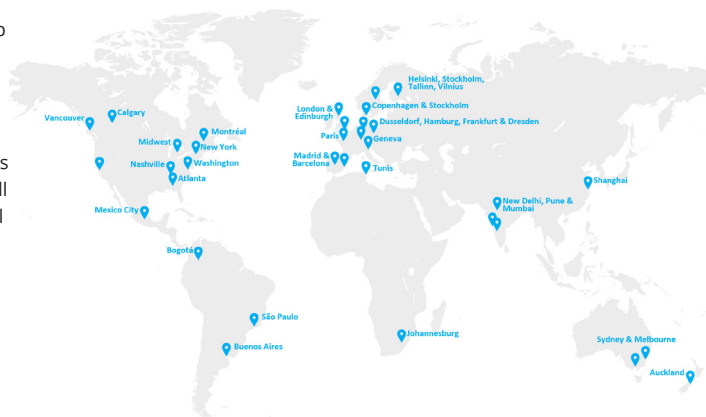 Helsinki, Stockholm,
Tallinn, Vilnius
London &
Edinburgh
Copenhagen & Stockholm
Vancouver
Calgary
Dusseldorf, Hamburg, Frankfurt & Dresden
Montréal
Paris
Geneva
Midwest
New York
Nashville
Washington
Madrid &
Barcelona
Tunis
Atlanta
Shanghai
New Delhi, Pune &
Mumbai
Mexico City
Bogotá
São Paulo
Johannesburg
Buenos Aires
Sydney & Melbourne
Auckland